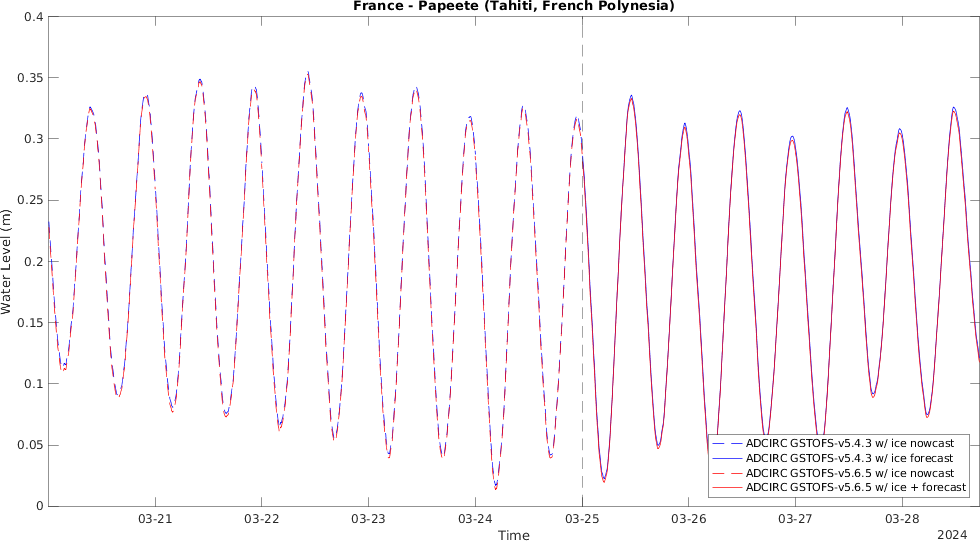 France - Papeete (Tahiti, French Polynesia)
0.4
0.35
0.3
0.25
0.2
0.15
0.1
0.05
0
Water Level (m)
ADCIRC GSTOFS-v5.4.3 w/ ice nowcast
ADCIRC GSTOFS-v5.4.3 w/ ice forecast
ADCIRC GSTOFS-v5.6.5 w/ ice nowcast
ADCIRC GSTOFS-v5.6.5 w/ ice + forecast
03-21 03-22 03-23 03-24 03-25 03-26 03-27 03-28
Time
2024